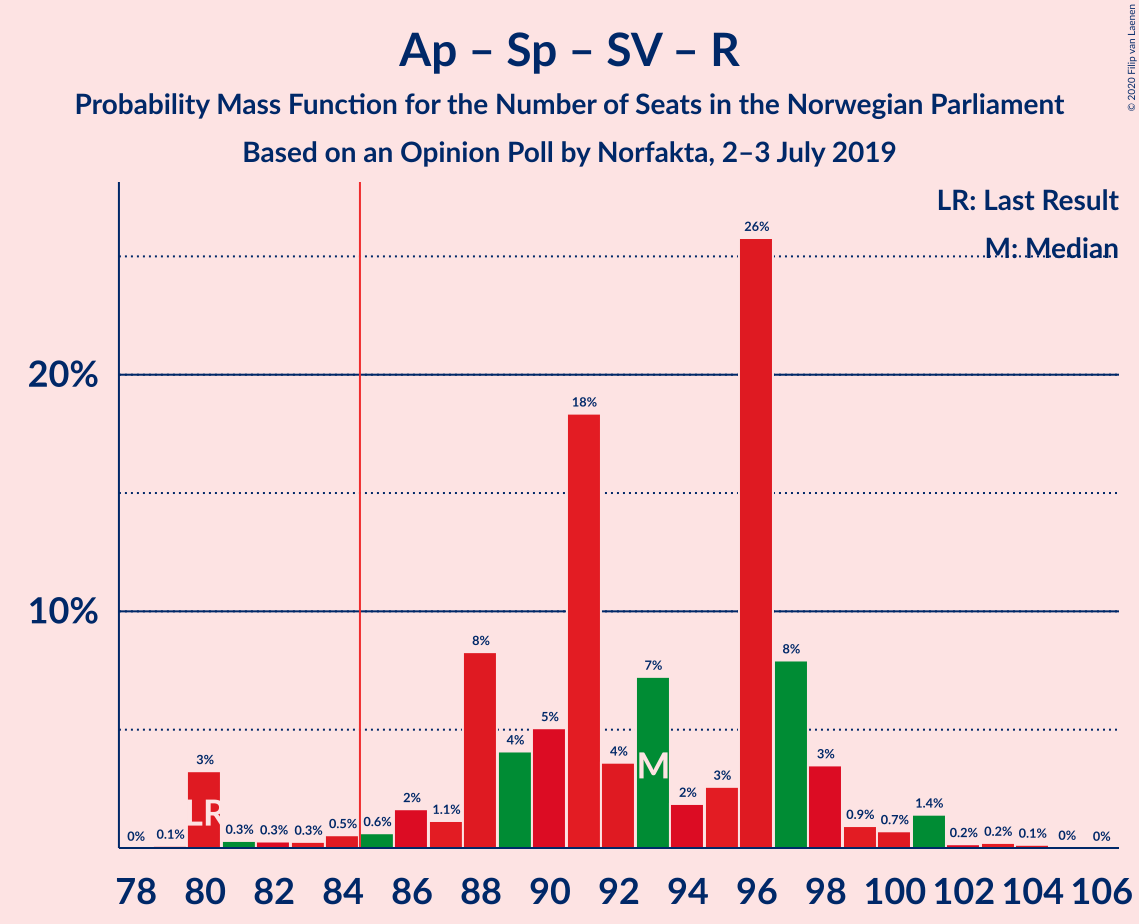 Ap – Sp – SV – R
Probability Mass Function for the Number of Seats in the Norwegian Parliament
Based on an Opinion Poll by Norfakta, 2–3 July 2019
© 2020 Filip van Laenen
LR: Last Result
M: Median
20%
10%
0% 0.1% 3% 0.3% 0.3% 0.3% 0.5% 0.6% 2% 1.1% 8% 4% 5% 18% 4% 7% 2% 3% 26% 8% 3% 0.9% 0.7% 1.4% 0.2% 0.2% 0.1% 0% 0%
LR
M
78 80 82 84 86 88 90 92 94 96 98 100 102 104 106